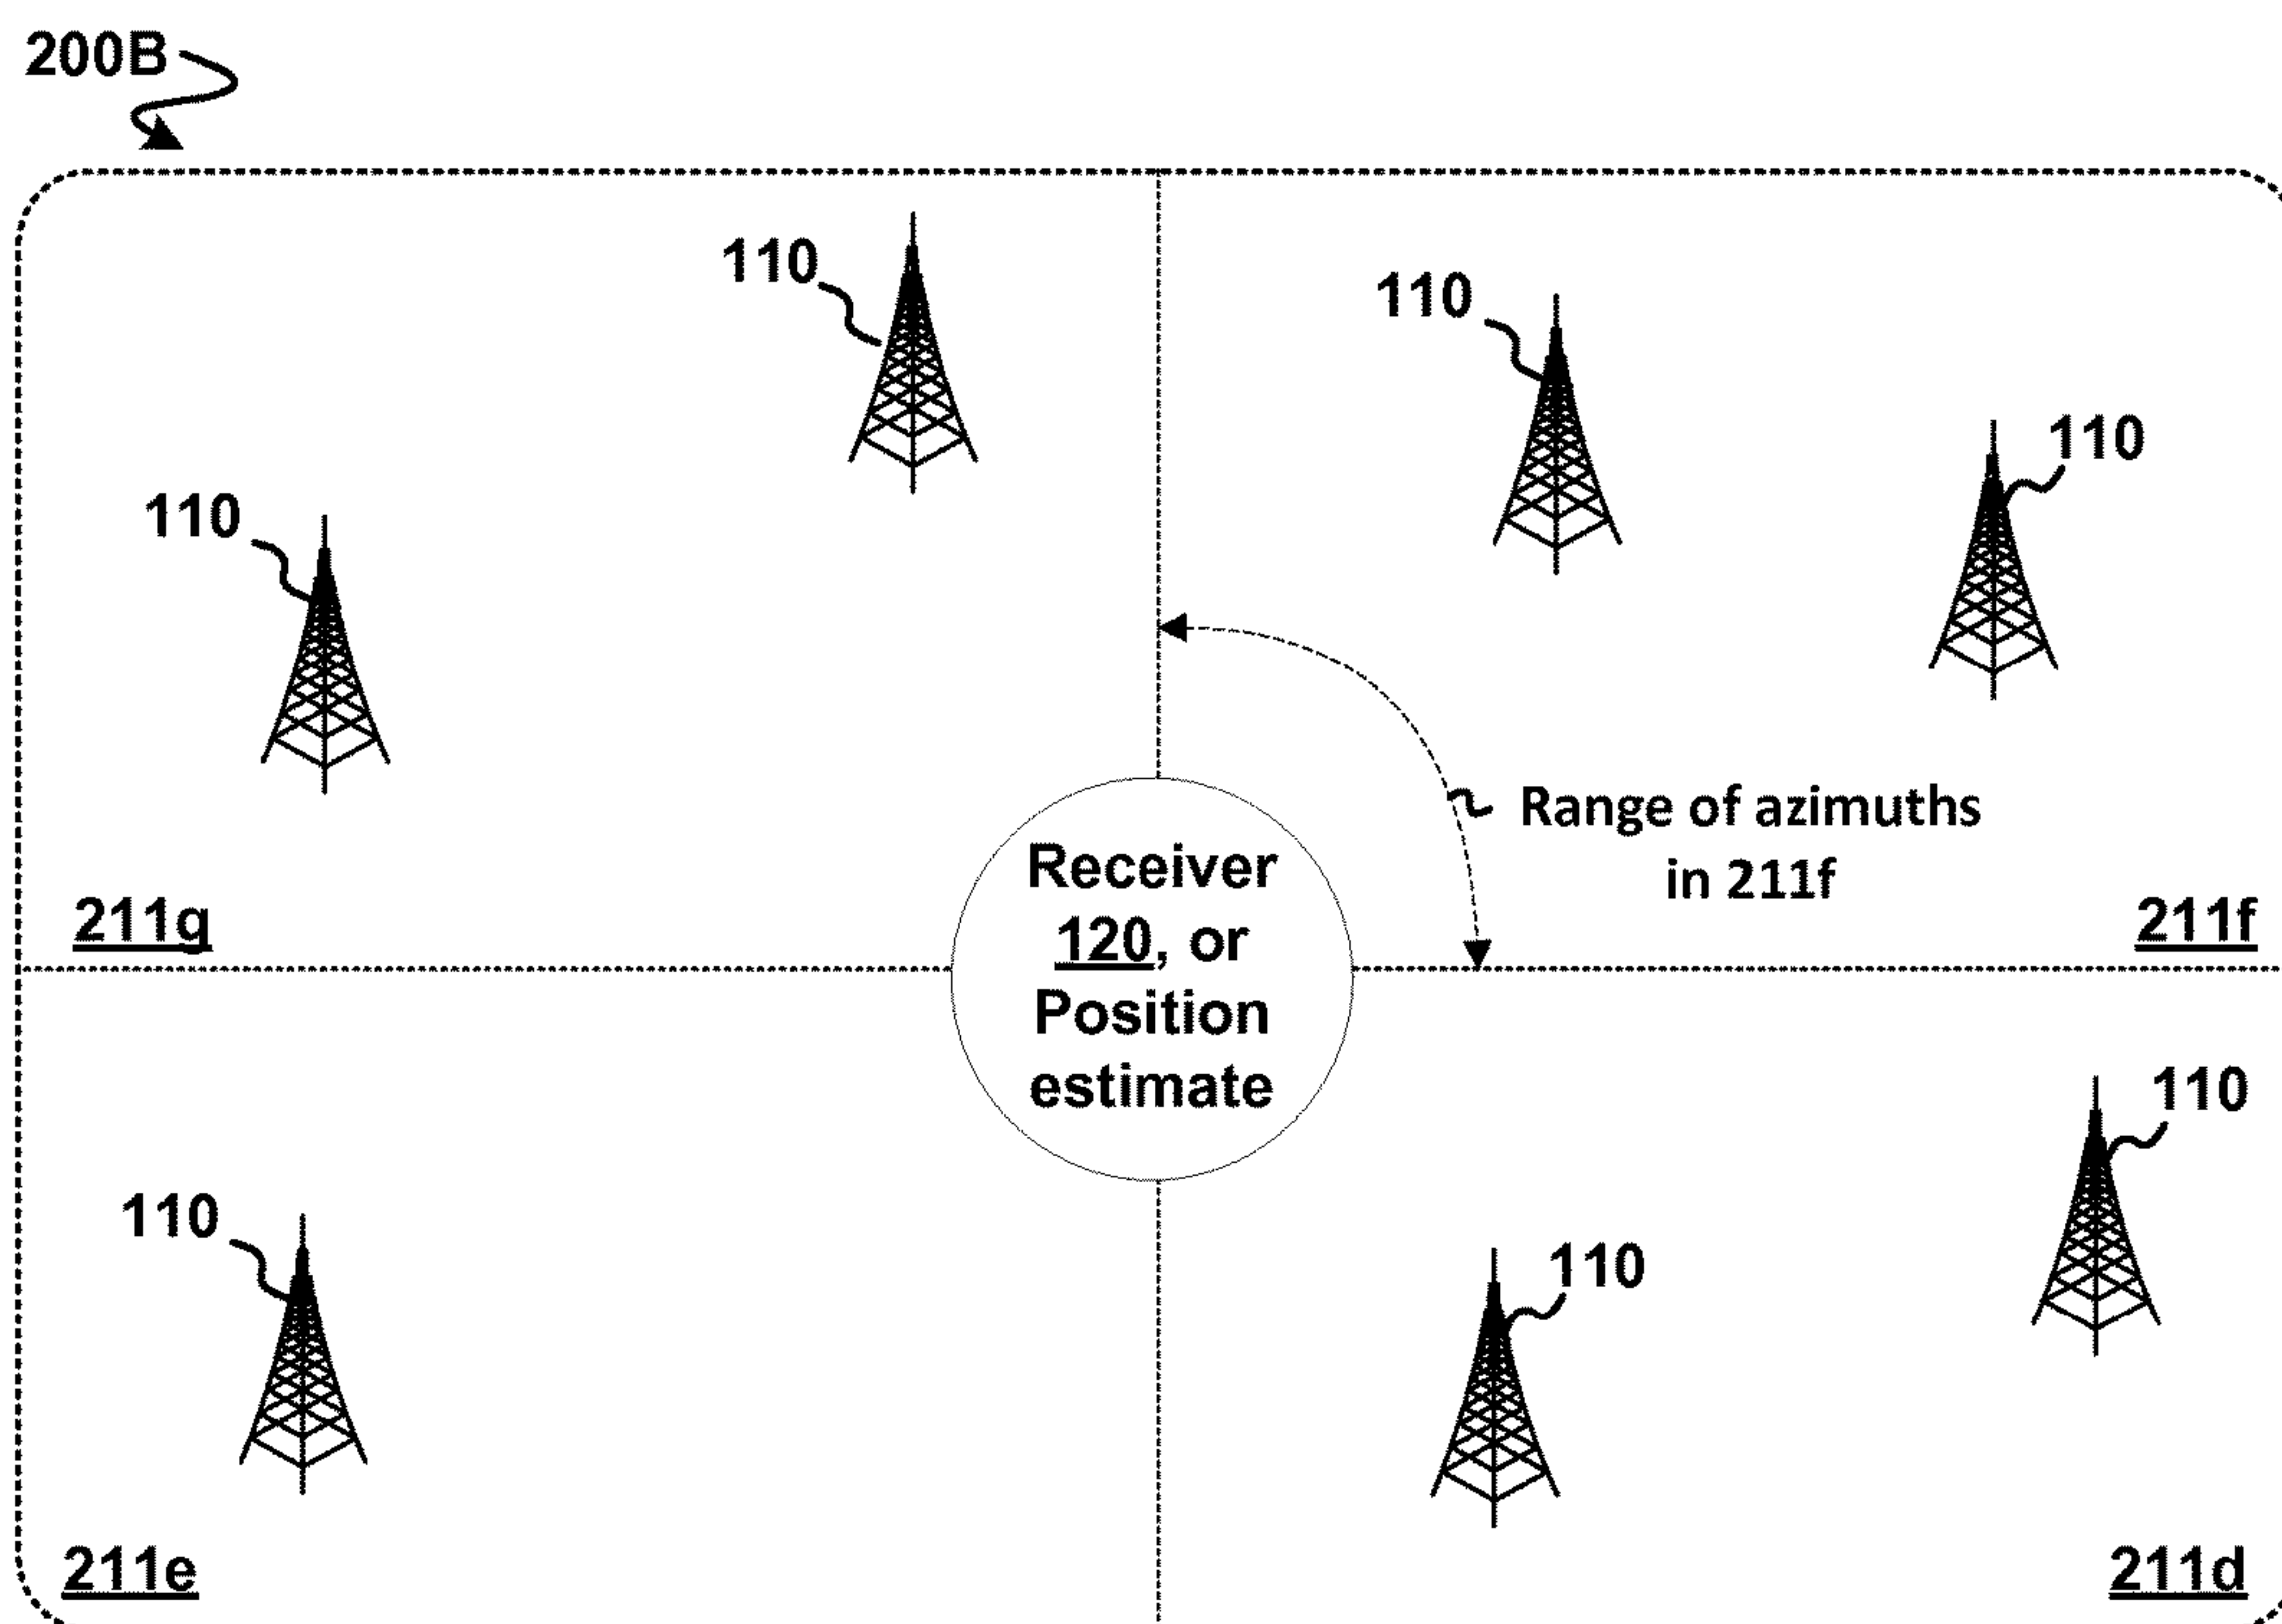 200B
110
110
110
110
Range of azimuths
in 211f
211g
211f
Receiver
120, or
Position
estimate
110
110
110
211e
211d